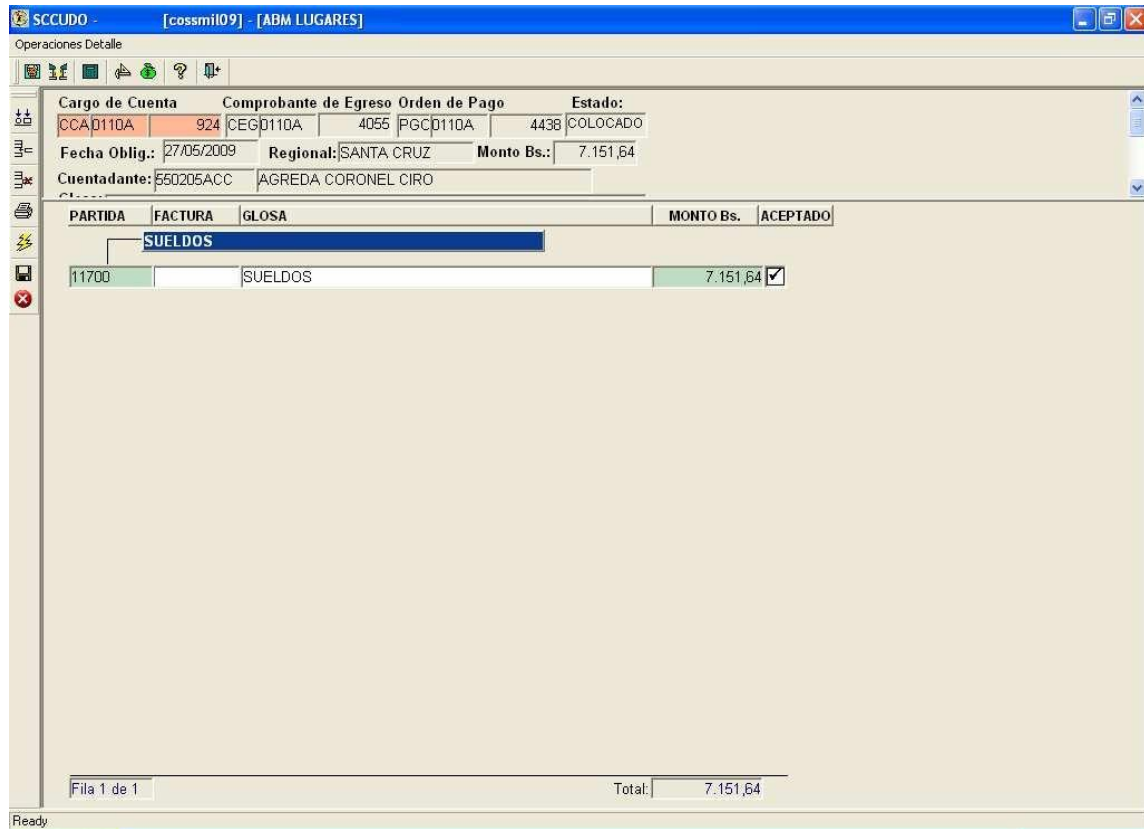 SCCUDO - [cossmil09] - [ABM LUGARES]
Operaciones Detalle
Cargo de Cuenta Comprobante de Egreso Orden de Pago Estado:
CCA 0110A 924 CEG 0110A 4055 PGC 0110A 4438 COLOCADO
Fecha Oblig.: 27/05/2009 Regional: SANTA CRUZ Monto Bs.: 7.151,64
Cuentadante: 550205ACC AGREDA CORONEL CIRO
PARTIDA FACTURA GLOSA MONTO Bs. ACEPTADO
SUELDOS
11700 SUELDOS 7.151,64
Fila 1 de 1 Total: 7.151,64
Ready